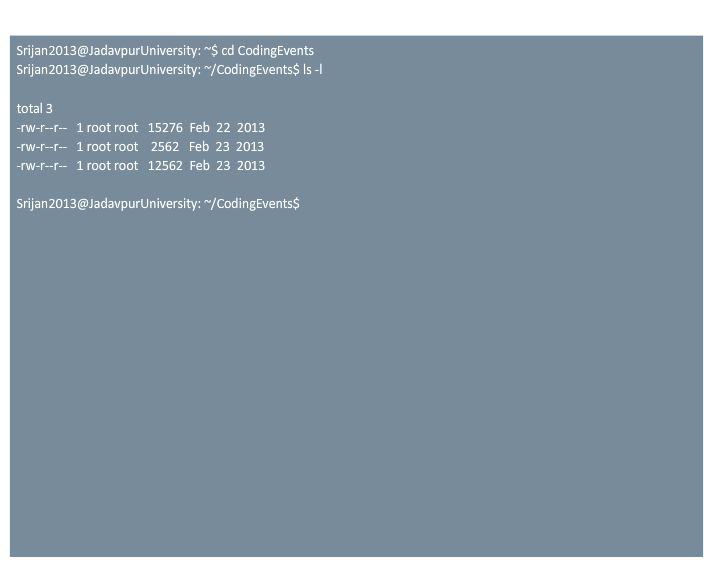 Srijan2013@JadavpurUniversity: ~$ cd CodingEvents
Srijan2013@JadavpurUniversity: ~/CodingEvents$ ls -l
total 3
-rw-r--r-- 1 root root 15276 Feb 22 2013
-rw-r--r-- 1 root root 2562 Feb 23 2013
-rw-r--r-- 1 root root 12562 Feb 23 2013
Srijan2013@JadavpurUniversity: ~/CodingEvents$